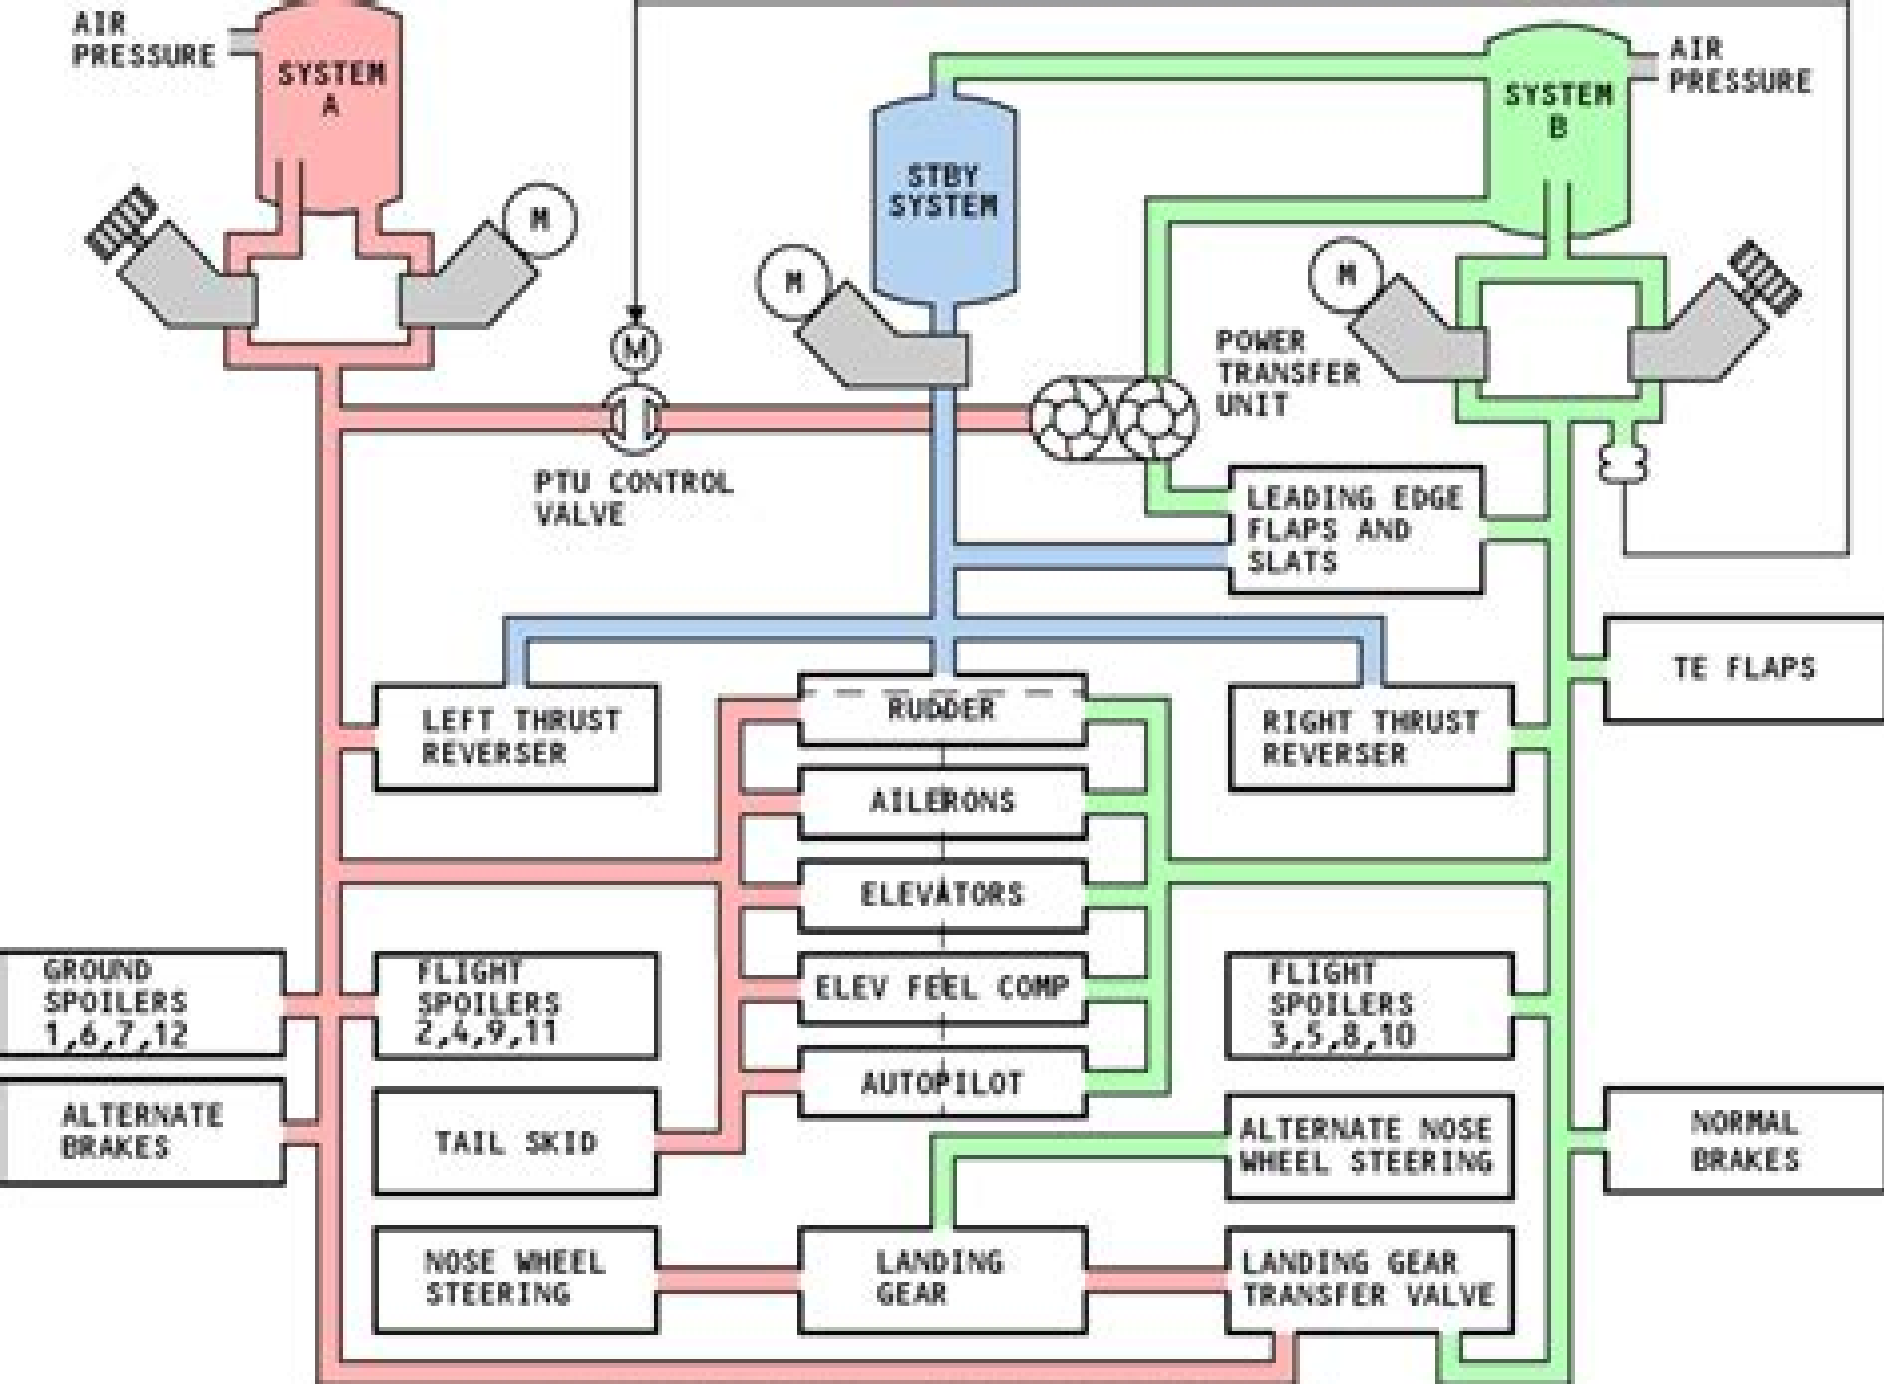 AIR
PRESSURE
SYSTEM
A
M
STBY
SYSTEM
M
SYSTEM
B
AIR
PRESSURE
M
M
POWER
TRANSFER
UNIT
PTU CONTROL
VALVE
LEADING EDGE
FLAPS AND
SLATS
TE FLAPS
LEFT THRUST
REVERSER
RUDDER
RIGHT THRUST
REVERSER
AILERONS
ELEVATORS
GROUND
SPOILERS
1,6,7,12
FLIGHT
SPOILERS
2,4,9,11
ELEV FEEL COMP
FLIGHT
SPOILERS
3,5,8,10
ALTERNATE
BRAKES
TAIL SKID
AUTOPILOT
ALTERNATE NOSE
WHEEL STEERING
NORMAL
BRAKES
NOSE WHEEL
STEERING
LANDING
GEAR
LANDING GEAR
TRANSFER VALVE